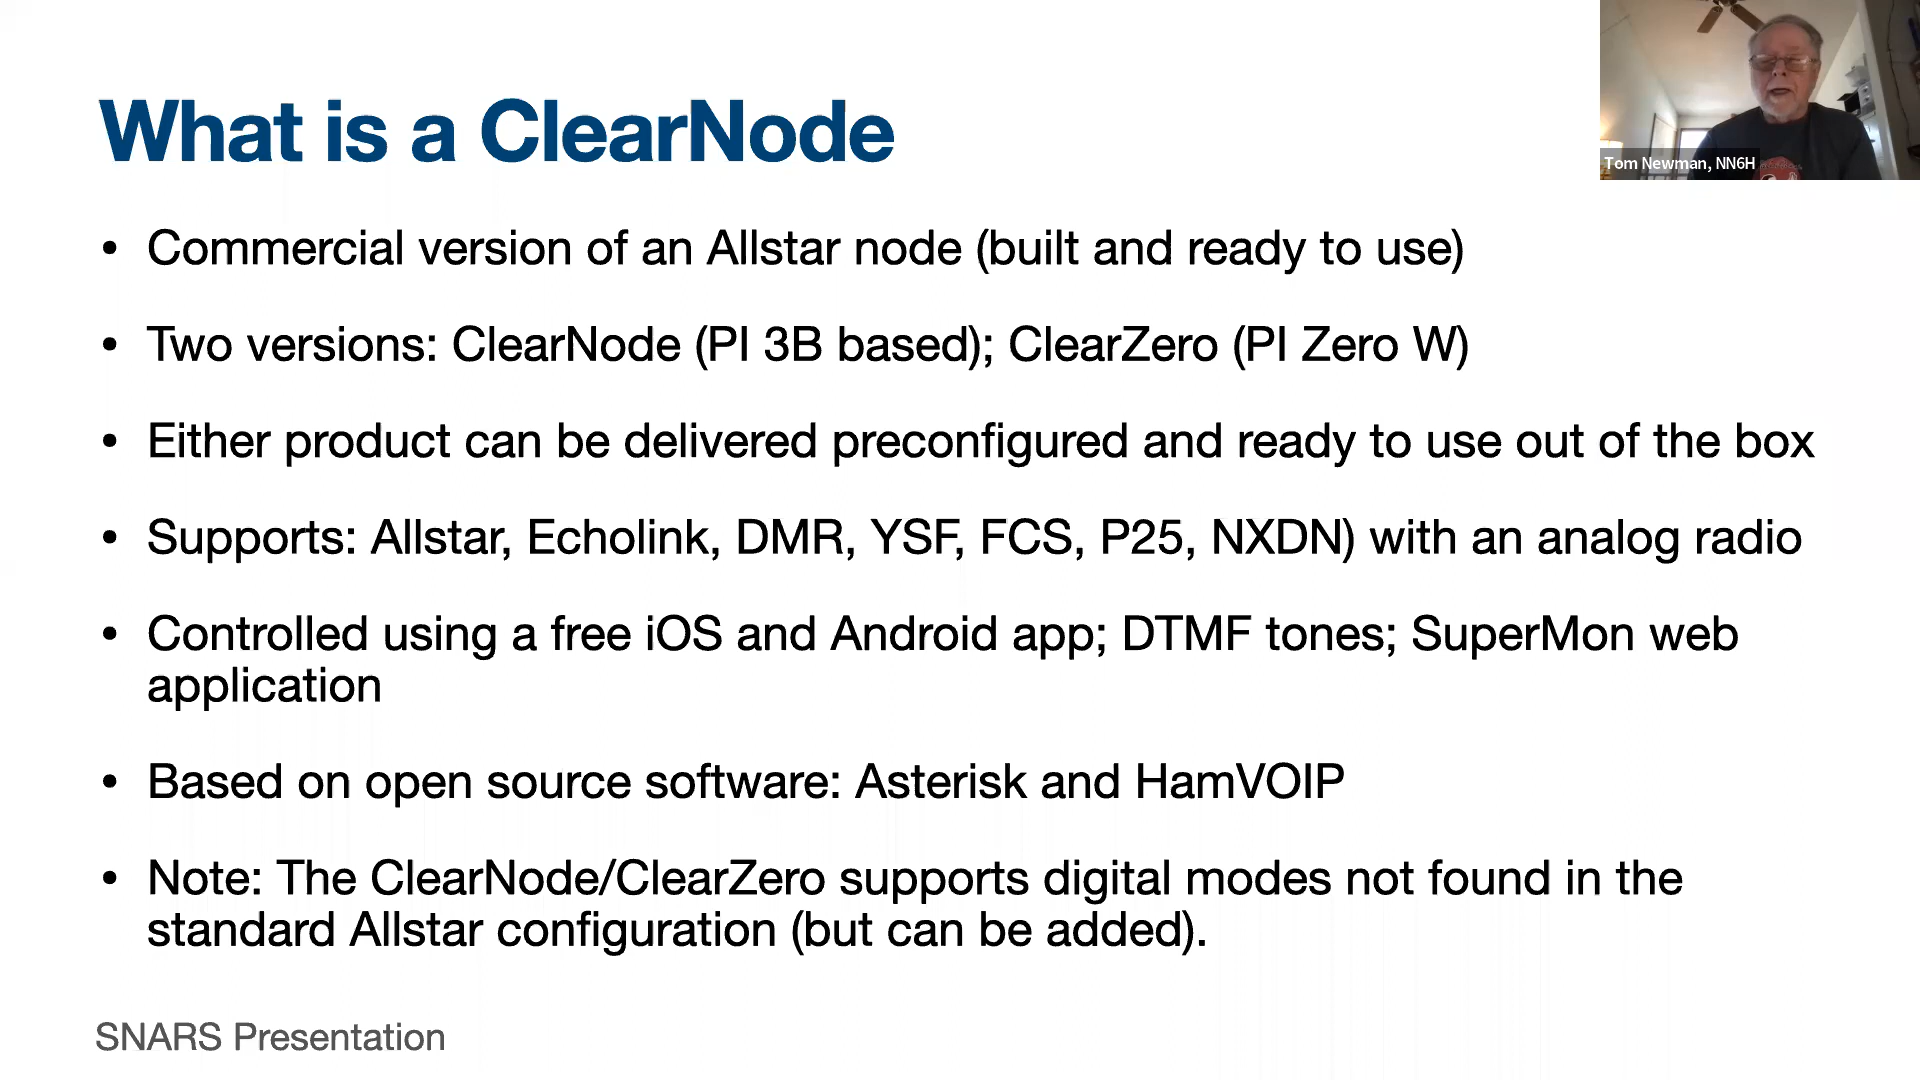 What is a ClearNode
Tom Newman, NN6H
• Commercial version of an Allstar node (built and ready to use)
• Two versions: ClearNode (PI 3B based); ClearZero (PI Zero W)
• Either product can be delivered preconfigured and ready to use out of the box
• Supports: Allstar, Echolink, DMR, YSF, FCS, P25, NXDN) with an analog radio
• Controlled using a free iOS and Android app; DTMF tones; SuperMon web
application
• Based on open source software: Asterisk and HamVOIP
• Note: The ClearNode/ClearZero supports digital modes not found in the
standard Allstar configuration (but can be added).
SNARS Presentation